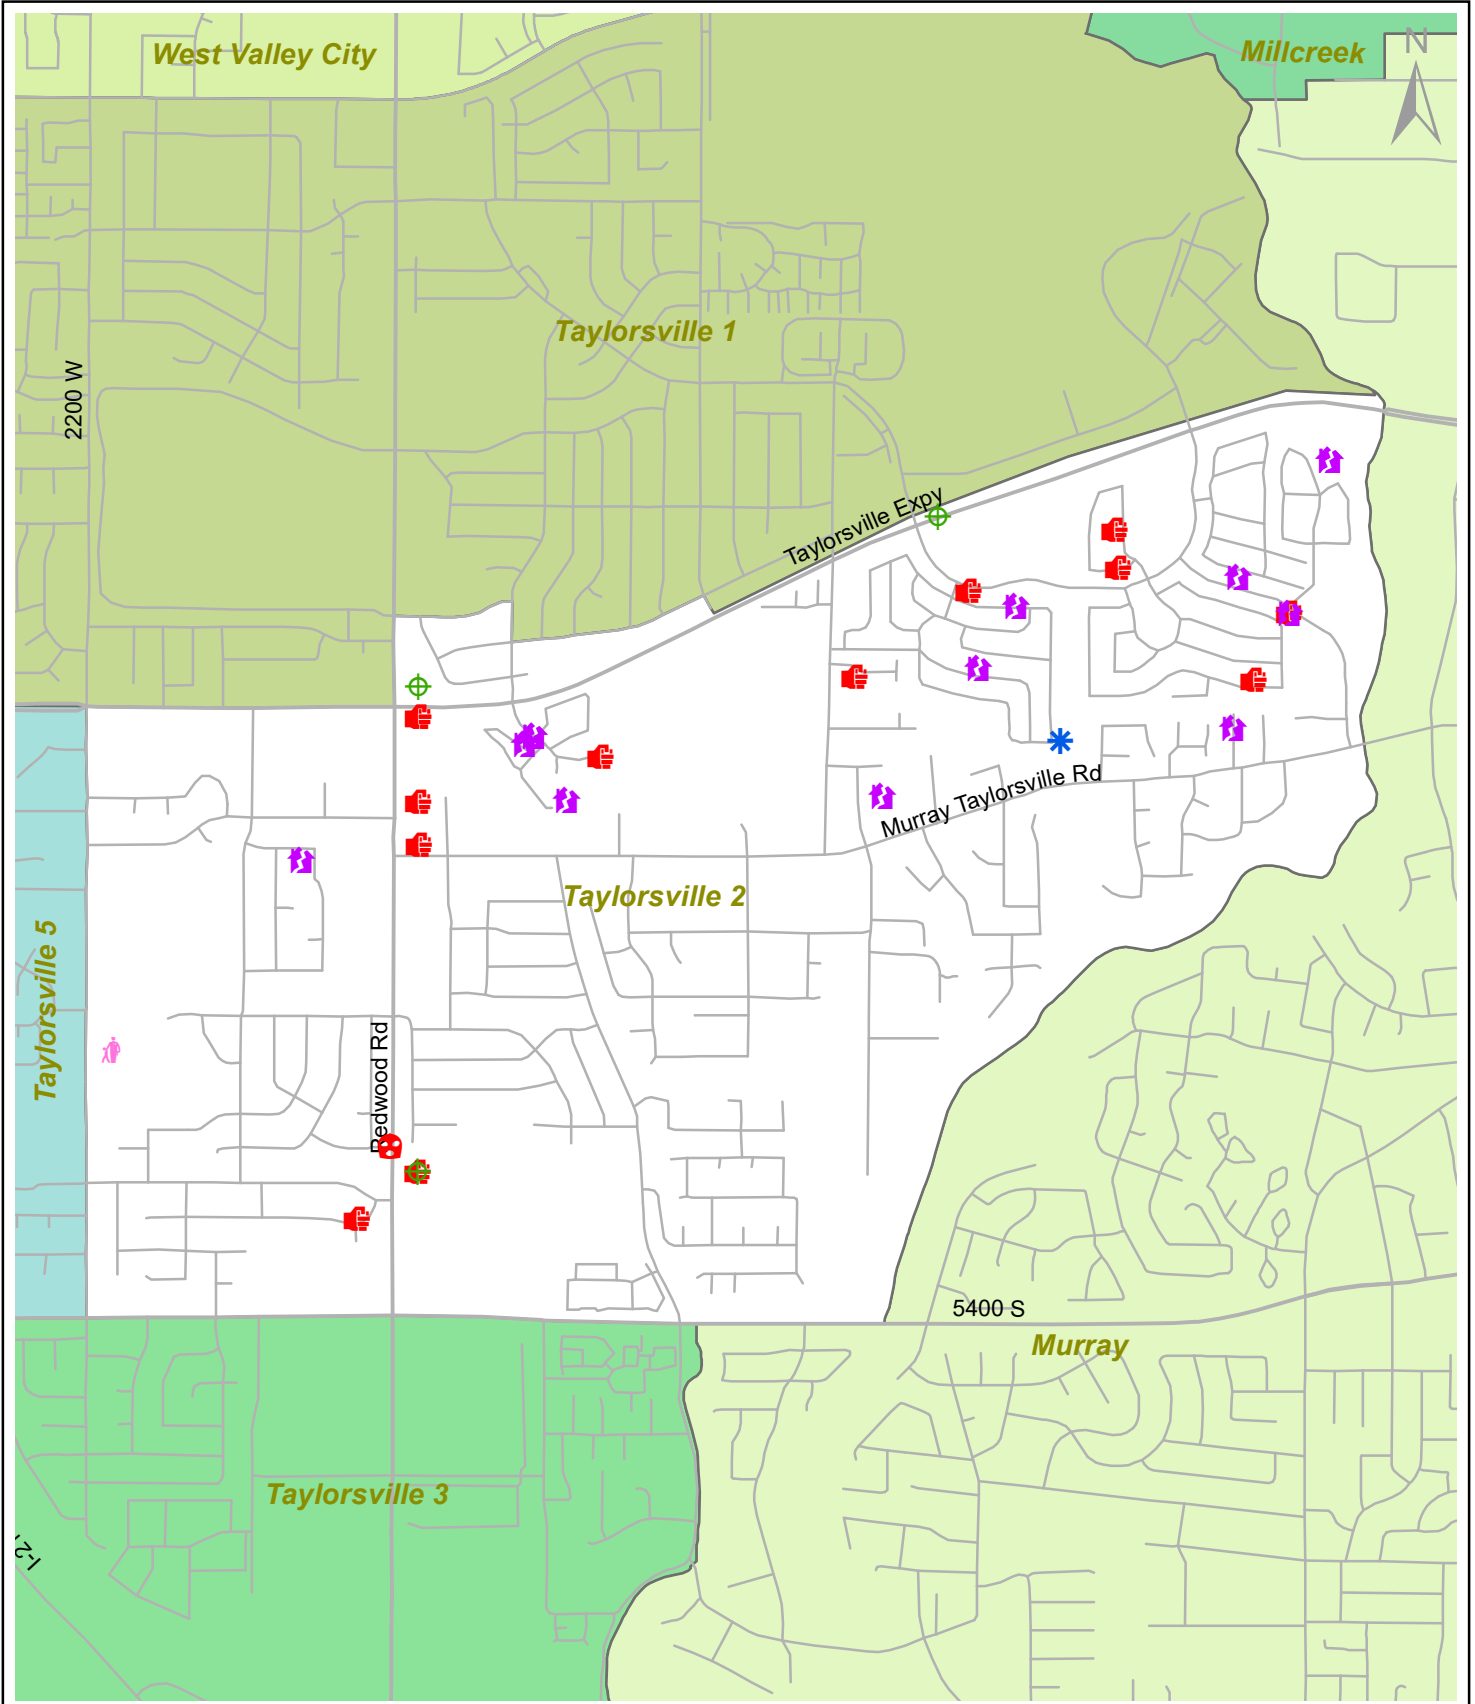 West Valley City
Millcreek
N
Taylorsville 1
2200 W
Taylorsville Expy
Murray Taylorsville Rd
Taylorsville 2
Taylorsville 5
Redwood Rd
5400 S
Murray
Taylorsville 3